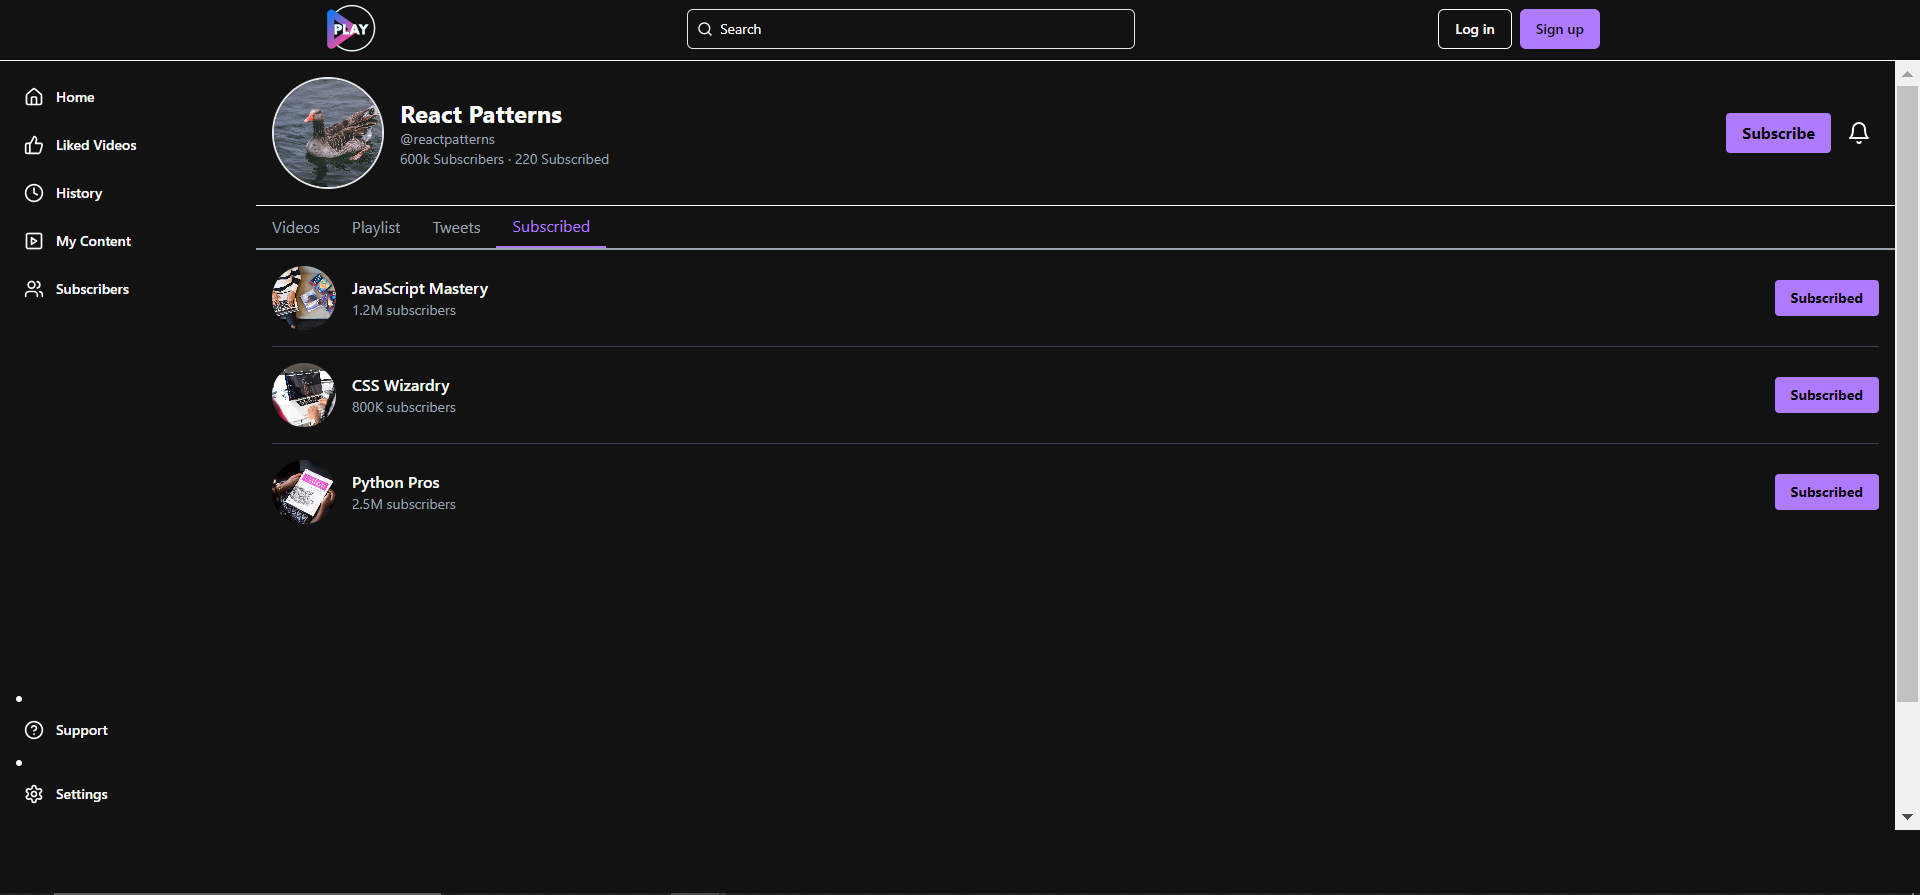 PLAY
Search
Log in
Sign up
Home
Liked Videos
History
My Content
Subscribers
React Patterns
@reactpatterns
600k Subscribers · 220 Subscribed
Subscribe
Videos
Playlist
Tweets
Subscribed
JavaScript Mastery
1.2M subscribers
Subscribed
CSS Wizardry
800K subscribers
Subscribed
Python Pros
2.5M subscribers
Subscribed
Support
Settings